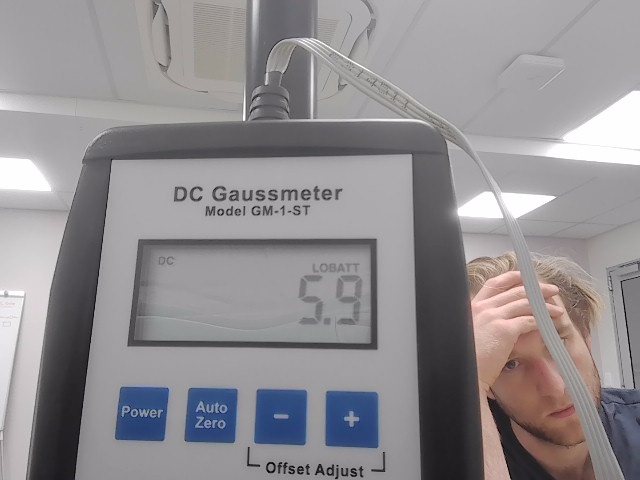 DC Gaussmeter
Model GM-1-ST
DC
LOBATT
5.9
Power
Auto
Zero
-
+
Offset Adjust